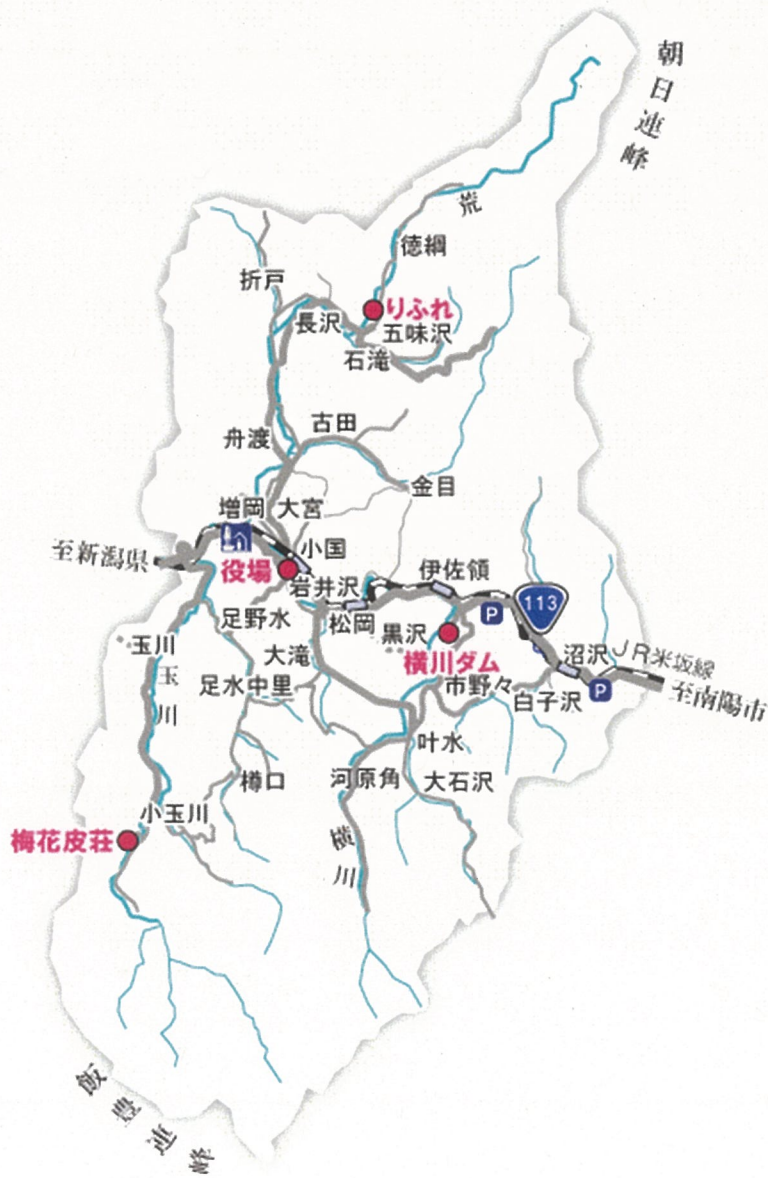 朝日連峰
荒
徳綱
折戸
りふれ
長沢
五味沢
石滝
古田
舟渡
金目
増岡
大宮
至新潟県
小国
役場
伊佐領
岩井沢
113
P
足野水
松岡
黒沢
玉川
大滝
横川ダム
沼沢
JR米坂線
玉川
足水中里
市野々
白子沢
P
至南陽市
叶水
樽口
河原角
大石沢
小玉川
梅花皮荘
川
飯豊連峰